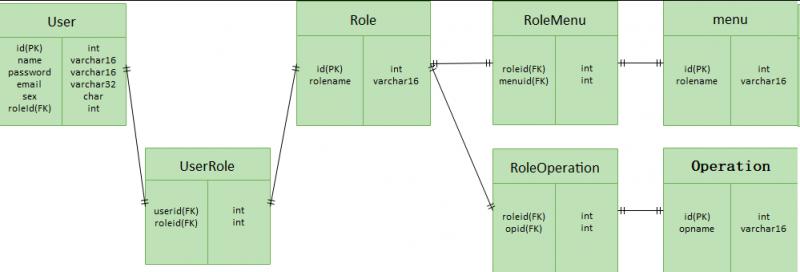 User
id(PK) int
name varchar16
password varchar16
email varchar32
sex char
roleId(FK) int
Role
id(PK) int
rolename varchar16
RoleMenu
roleid(FK) int
menuid(FK) int
menu
id(PK) int
rolename varchar16
UserRole
userid(FK) int
roleid(FK) int
RoleOperation
roleid(FK) int
opid(FK) int
Operation
id(PK) int
opname varchar16